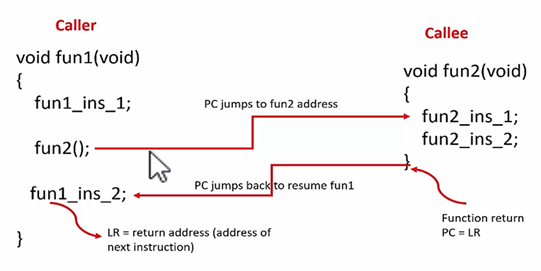 Caller
void fun1(void)
{
fun1_ins_1;
fun2();
fun1_ins_2;
}
LR = return address (address of
next instruction)
PC jumps to fun2 address
PC jumps back to resume fun1
Callee
void fun2(void)
{
fun2_ins_1;
fun2_ins_2;
}
Function return
PC = LR